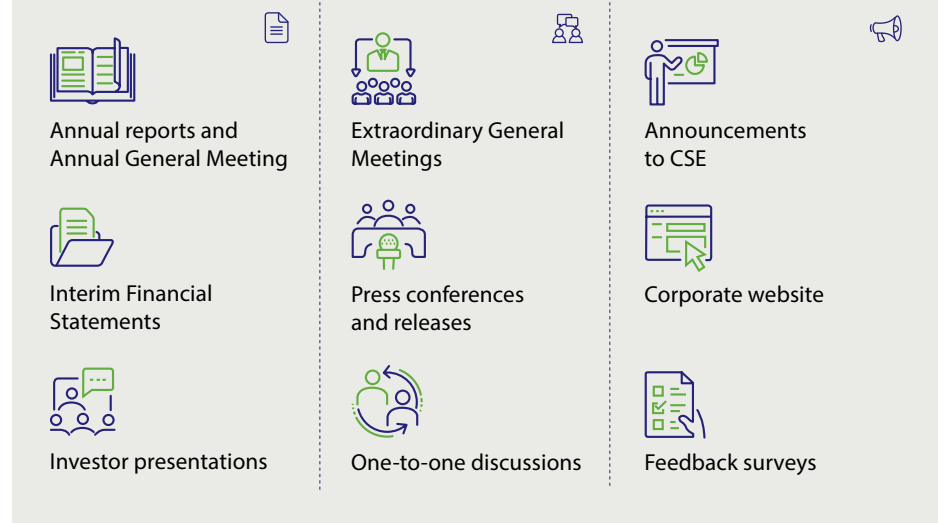 Annual reports and
Annual General Meeting
Extraordinary General
Meetings
Announcements
to CSE
Interim Financial
Statements
Press conferences
and releases
Corporate website
Investor presentations
One-to-one discussions
Feedback surveys